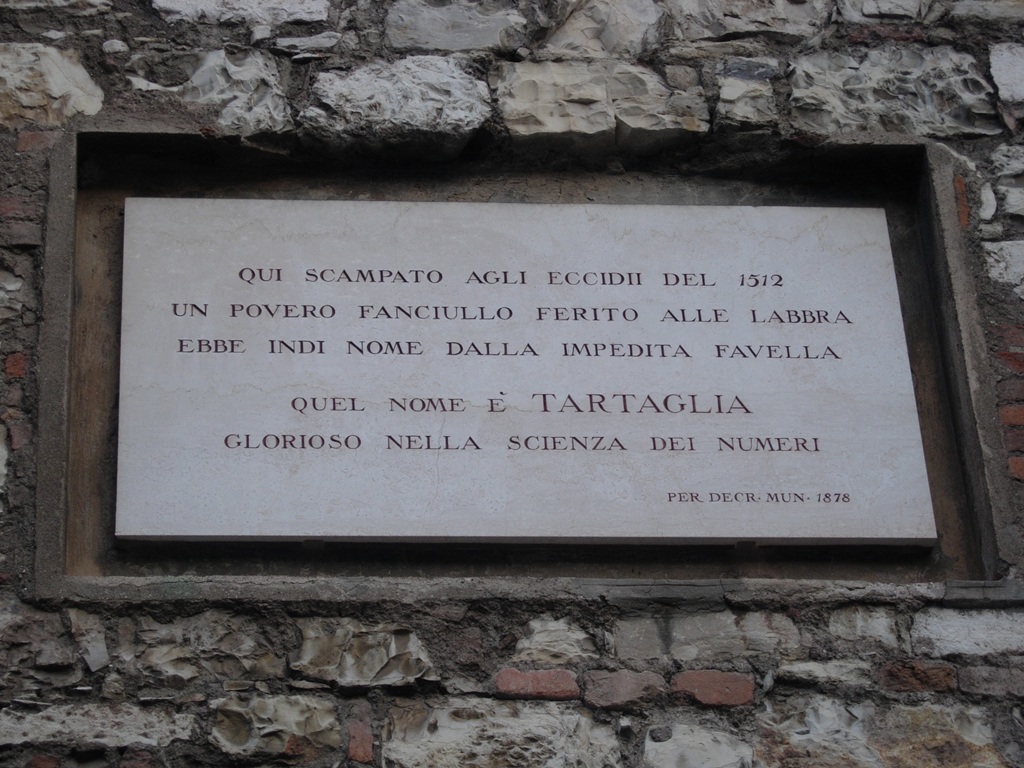 QUI SCAMPATO AGLI ECCIDII DEL 1512
UN POVERO FANCIULLO FERITO ALLE LABBRA
EBBE INDI NOME DALLA IMPEDITA FAVELLA
QUEL NOME È TARTAGLIA
GLORIOSO NELLA SCIENZA DEI NUMERI
PER DECR· MUN· 1878